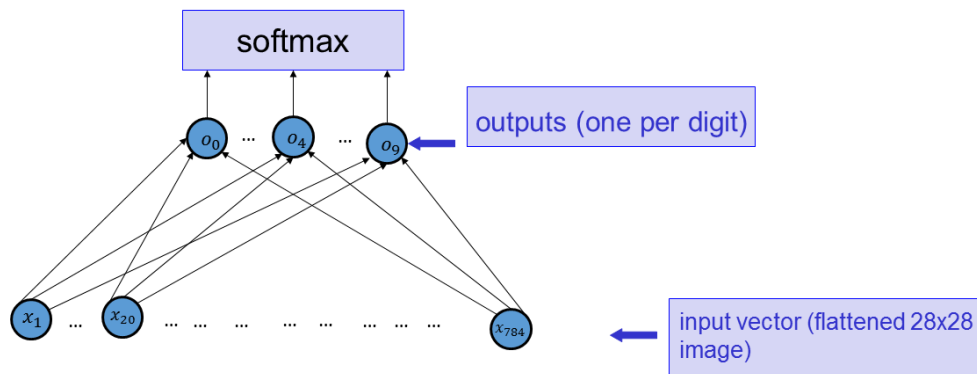 softmax
o₀ ... o₄ ... o₉
outputs (one per digit)
x₁ ... x₂₀ ... ... ... ... ... ... ... x₇₈₄
input vector (flattened 28x28
image)